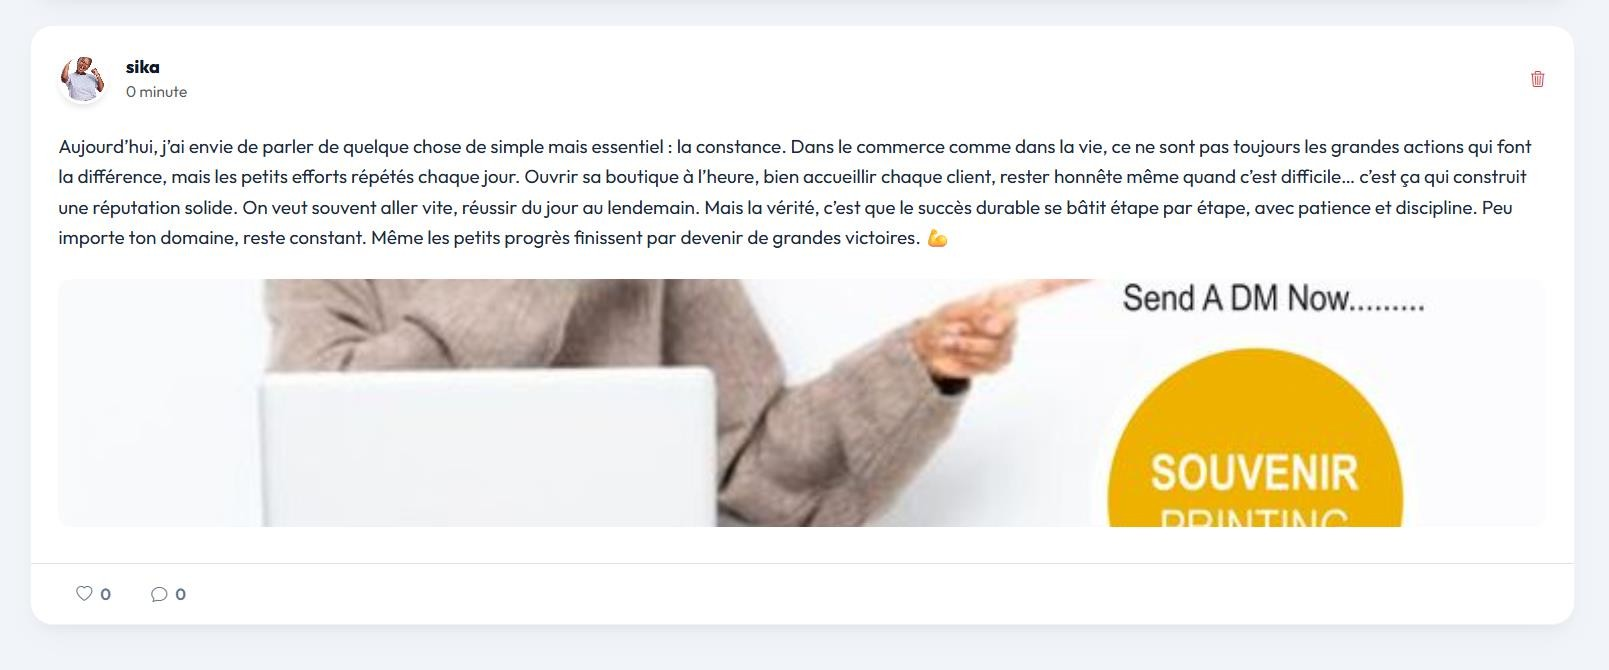 sika
0 minute
Aujourd’hui, j’ai envie de parler de quelque chose de simple mais essentiel : la constance. Dans le commerce comme dans la vie, ce ne sont pas toujours les grandes actions qui font
la différence, mais les petits efforts répétés chaque jour. Ouvrir sa boutique à l’heure, bien accueillir chaque client, rester honnête même quand c’est difficile… c’est ça qui construit
une réputation solide. On veut souvent aller vite, réussir du jour au lendemain. Mais la vérité, c’est que le succès durable se bâtit étape par étape, avec patience et discipline. Peu
importe ton domaine, reste constant. Même les petits progrès finissent par devenir de grandes victoires. 💪
Send A DM Now.........
SOUVENIR
PRINTING
0 0